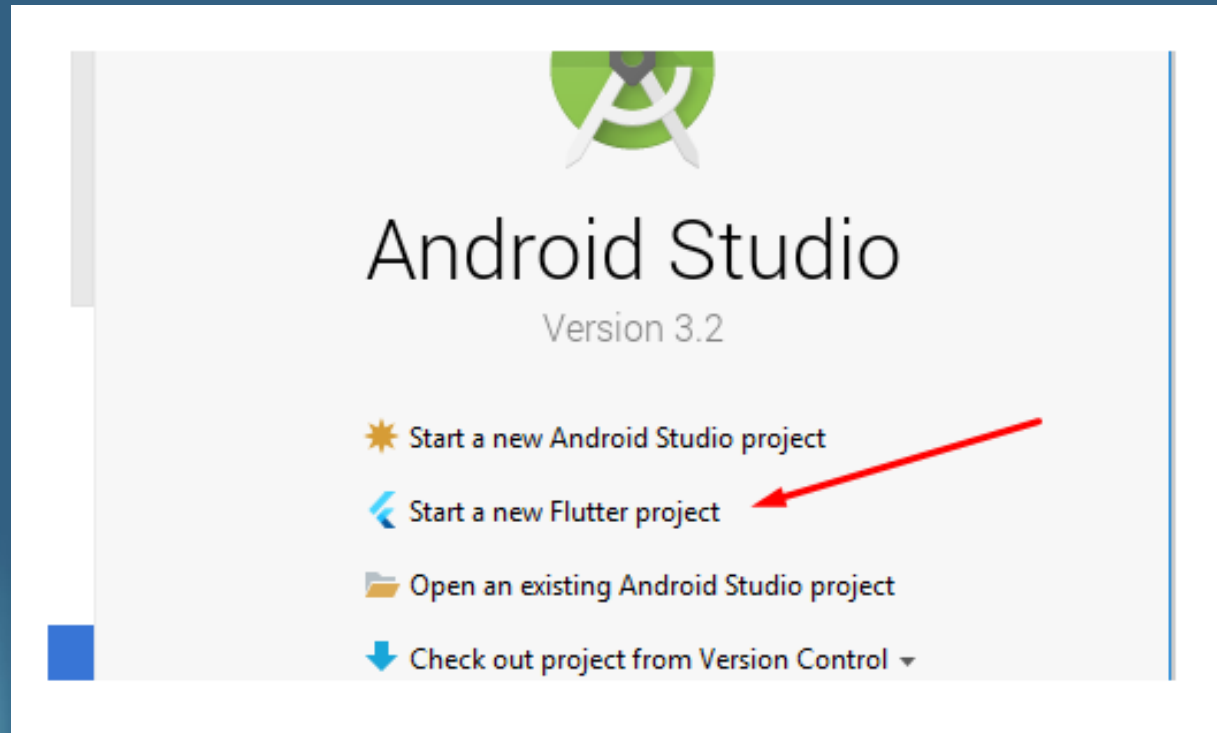 Android Studio
Version 3.2
Start a new Android Studio project
Start a new Flutter project
Open an existing Android Studio project
Check out project from Version Control